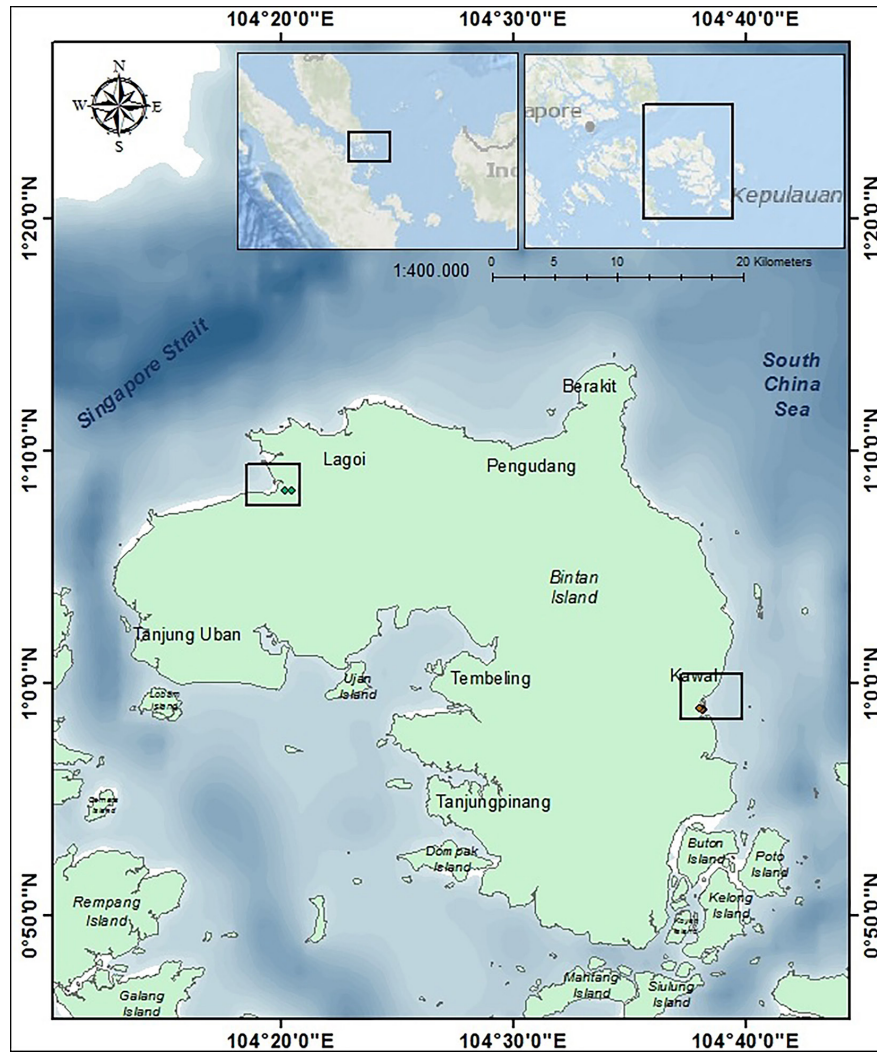 104°20'0"E
104°30'0"E
104°40'0"E
N
W
E
S
apore
Kepulauan
1°20'0"N
1°20'0"N
1:400.000
0
5
10
20 Kilometers
Singapore Strait
South
China
Sea
Berakit
1°10'0"N
Lagoi
Pengudang
1°10'0"N
Bintan
Island
Tanjung Uban
Ujan
Island
Tembeling
Kawal
1°0'0"N
1°0'0"N
Lobam
Island
Tanjungpinang
Dompak
Island
Buton
Island
Poto
Island
Rempang
Island
Kelong
Island
0°50'0"N
0°50'0"N
Galang
Island
Mantang
Island
Siulung
Island
104°20'0"E
104°30'0"E
104°40'0"E